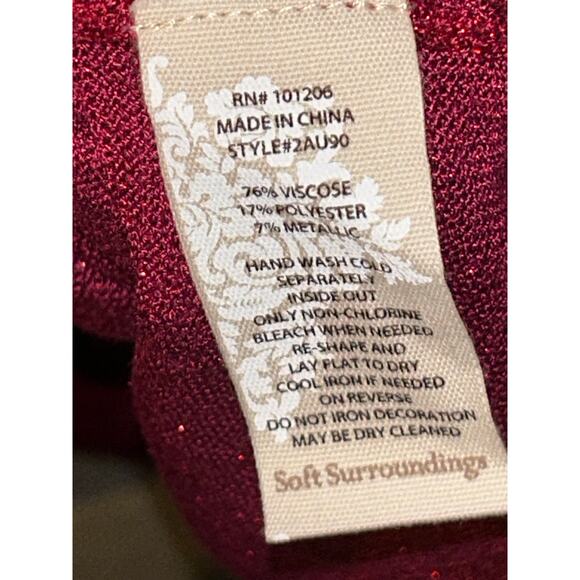 RN# 101206
MADE IN CHINA
STYLE#2AU90
76% VISCOSE
17% POLYESTER
7% METALLIC
HAND WASH COLD
SEPARATELY
INSIDE OUT
ONLY NON-CHLORINE
BLEACH WHEN NEEDED
RE-SHAPE AND
LAY FLAT TO DRY
COOL IRON IF NEEDED
ON REVERSE
DO NOT IRON DECORATION
MAY BE DRY CLEANED
Soft Surroundings